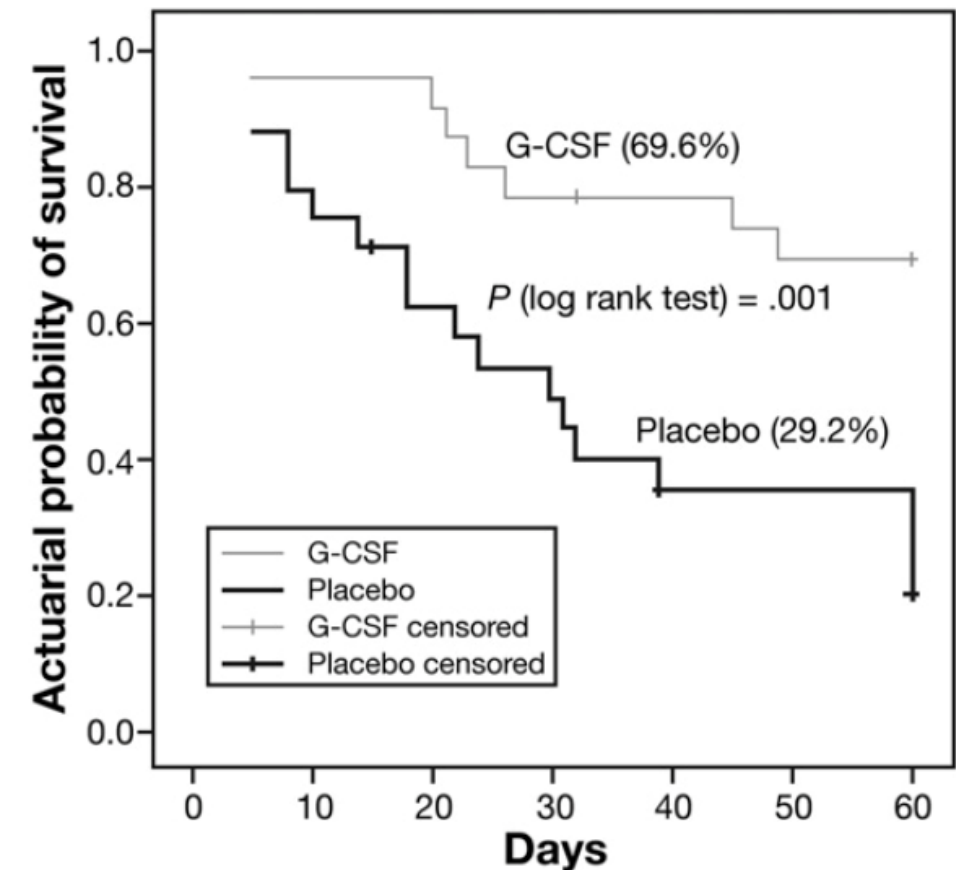 Actuarial probability of survival
1.0
0.8
0.6
0.4
0.2
0.0
G-CSF (69.6%)
P (log rank test) = .001
Placebo (29.2%)
G-CSF
Placebo
G-CSF censored
Placebo censored
0 10 20 30 40 50 60
Days